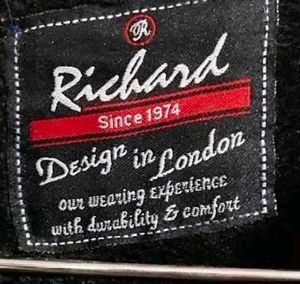 R
Richard
Since 1974
Design in London
our wearing experience
with durability & comfort